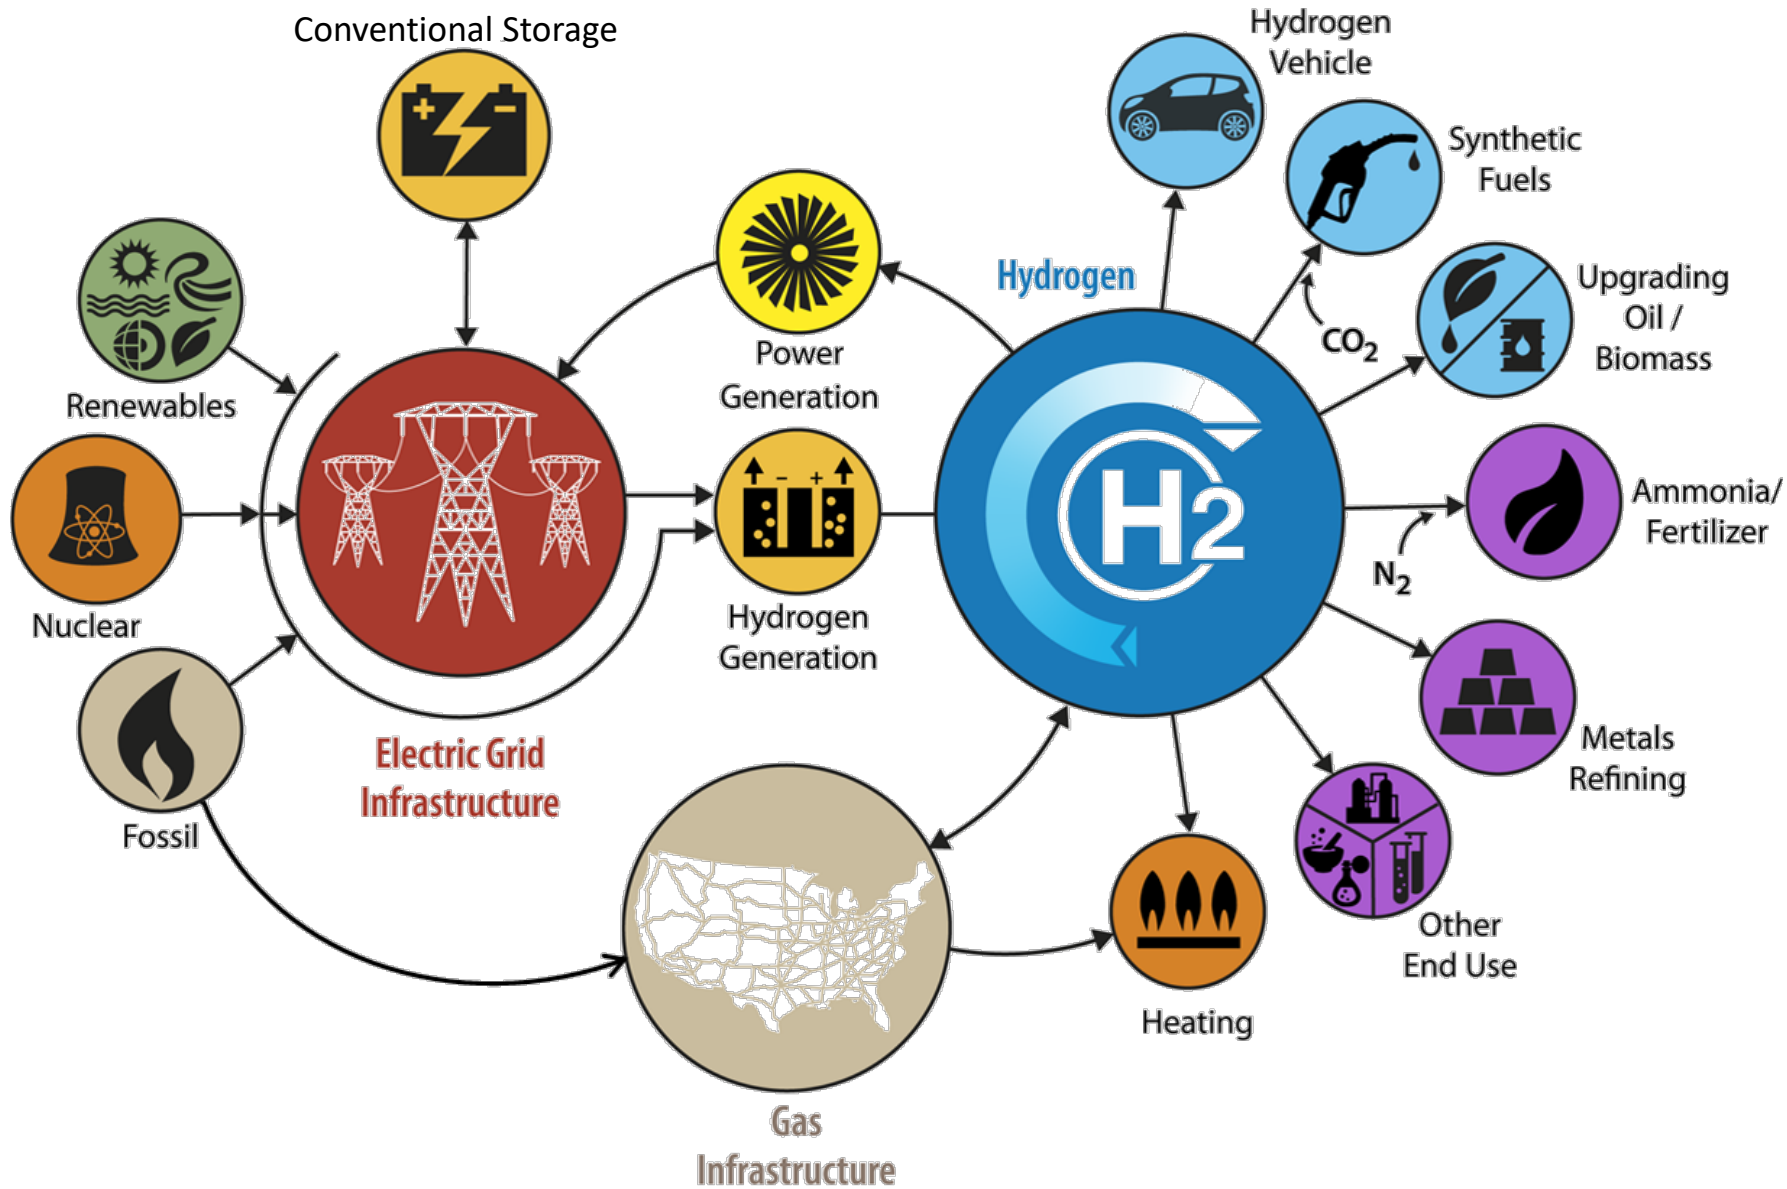 Conventional Storage
Hydrogen
Vehicle
Synthetic
Fuels
Upgrading
Oil /
Biomass
CO₂
Hydrogen
Power
Generation
Renewables
Nuclear
Fossil
Electric Grid
Infrastructure
- +
+ -
Hydrogen
Generation
H2
Ammonia/
Fertilizer
N₂
Metals
Refining
Other
End Use
Heating
Gas
Infrastructure